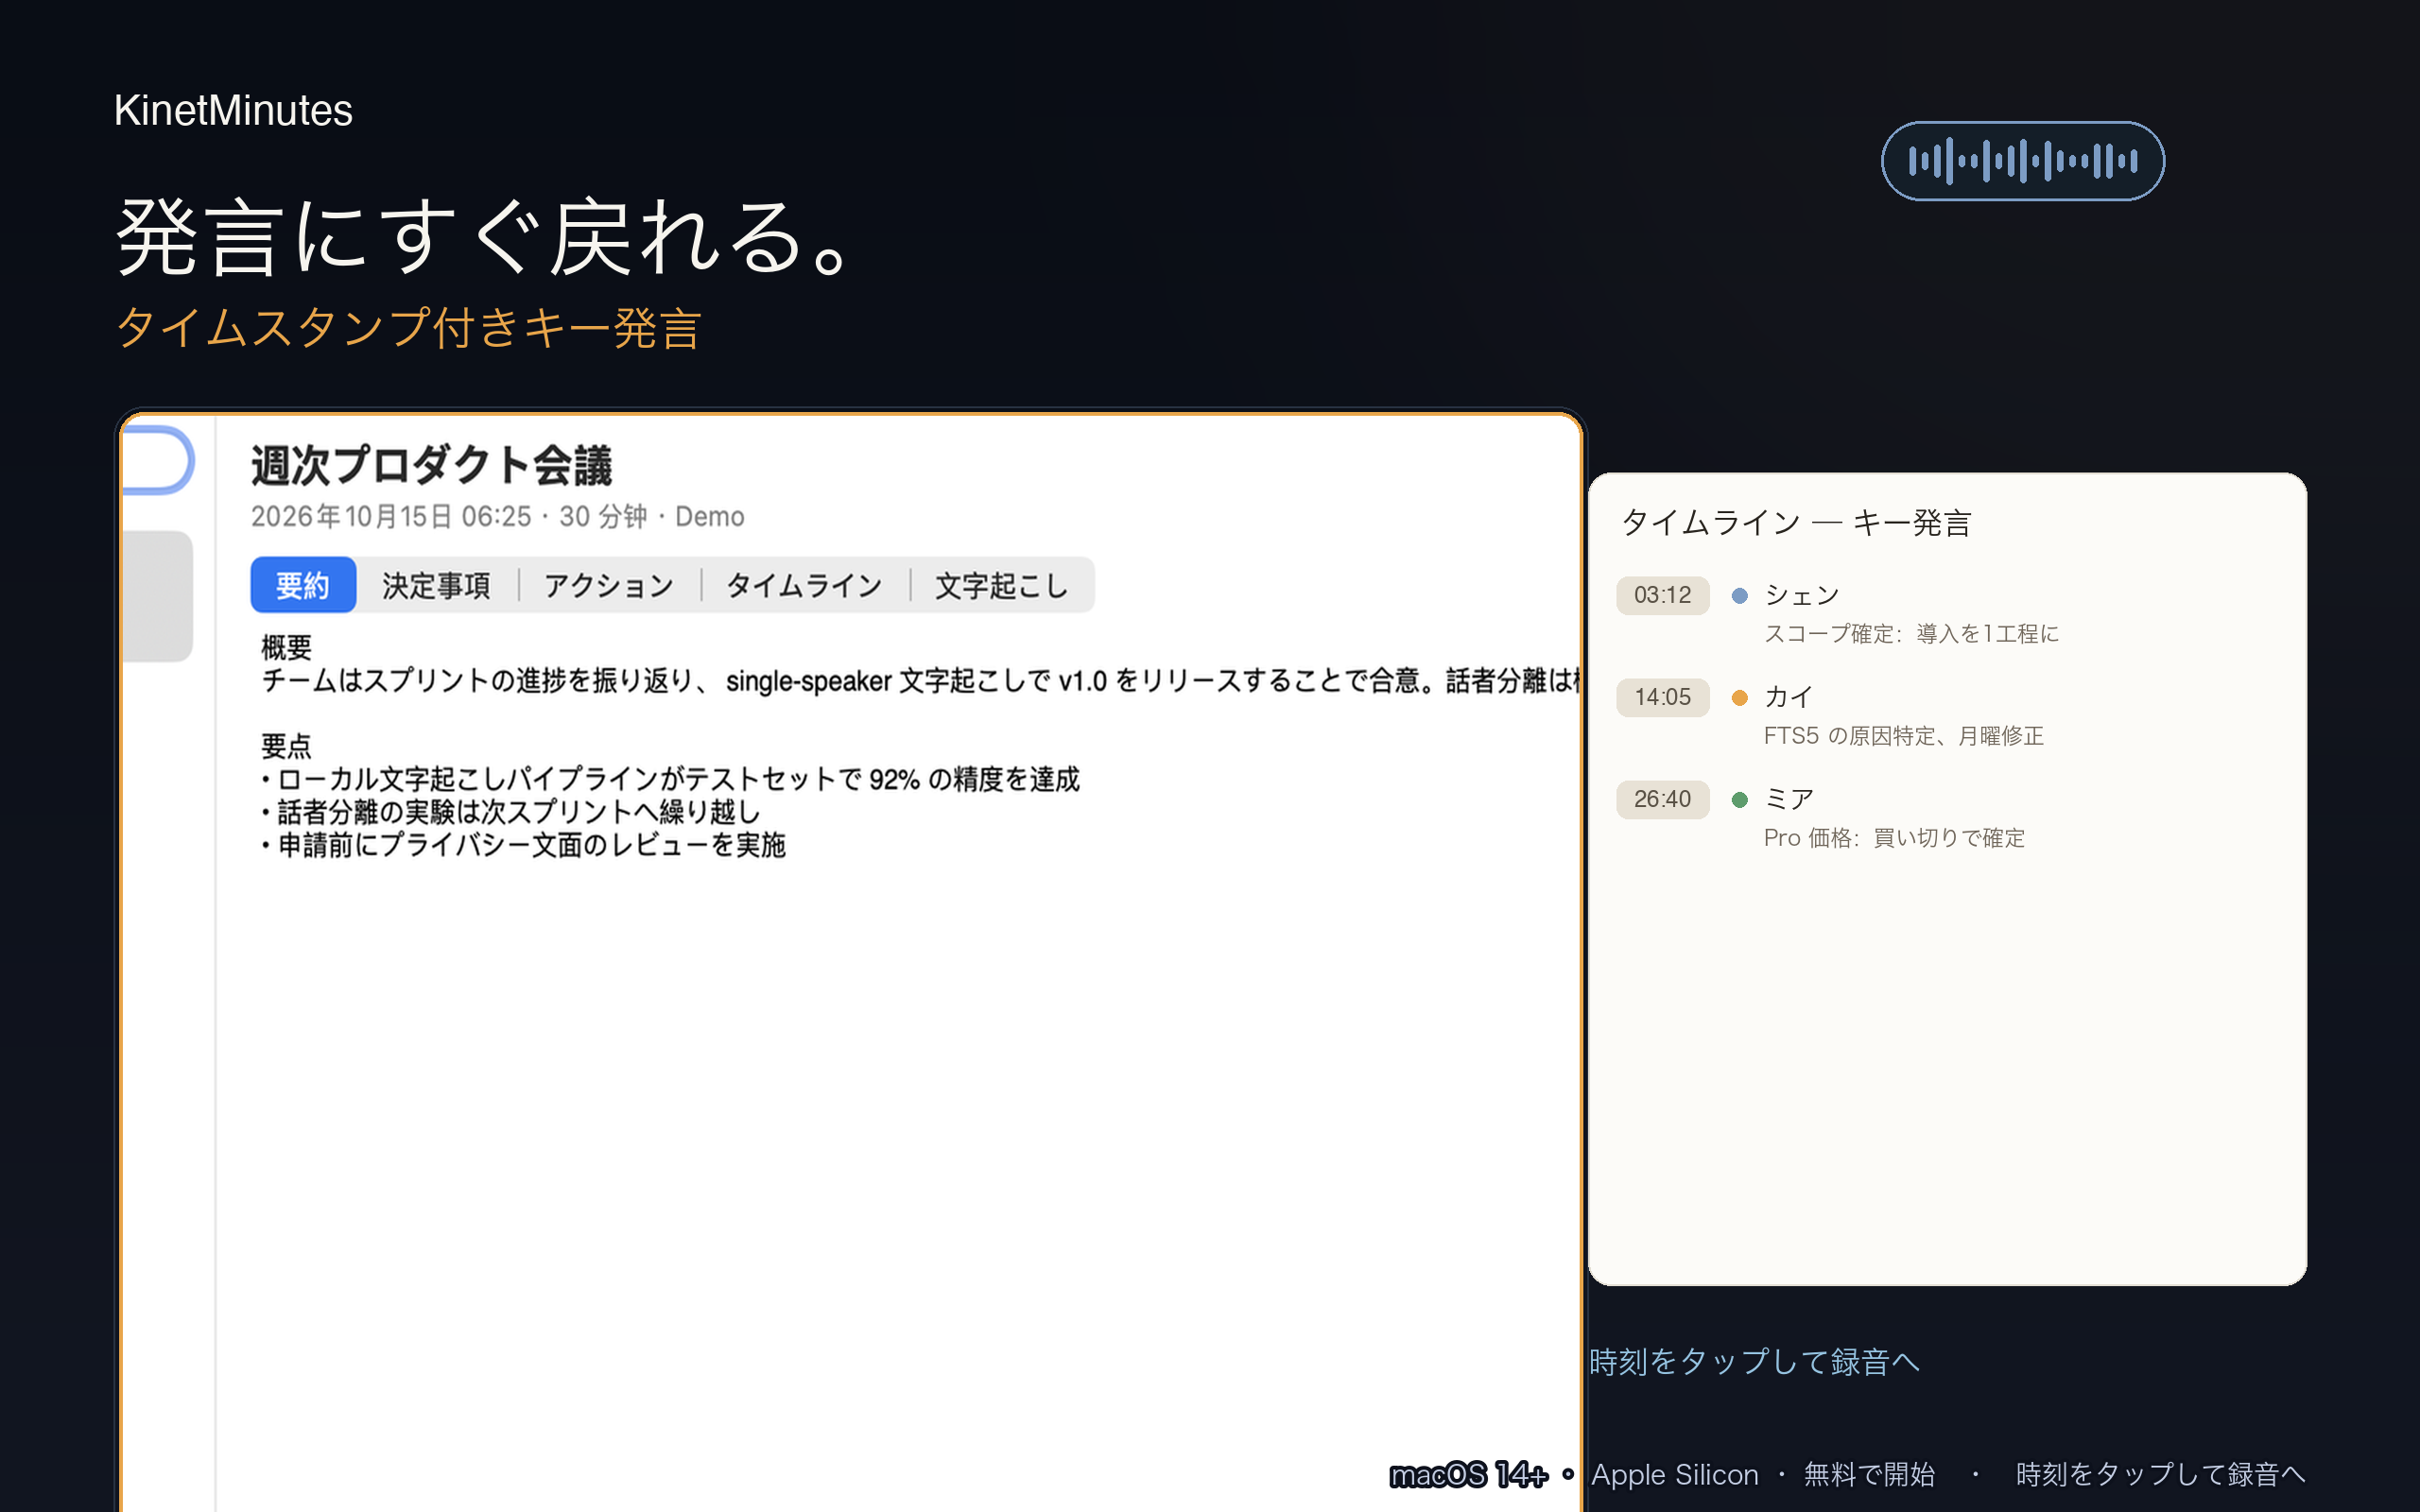 KinetMinutes
発言にすぐ戻れる。
タイムスタンプ付きキー発言
週次プロダクト会議
2026年10月15日 06:25 · 30 分钟 · Demo
要約 決定事項 アクション タイムライン 文字起こし
概要
チームはスプリントの進捗を振り返り、 single-speaker 文字起こしで v1.0 をリリースすることで合意。話者分離は
要点
• ローカル文字起こしパイプラインがテストセットで 92% の精度を達成
• 話者分離の実験は次スプリントへ繰り越し
• 申請前にプライバシー文面のレビューを実施
タイムライン — キー発言
03:12 シェン
スコープ確定：導入を1工程に
14:05 カイ
FTS5 の原因特定、月曜修正
26:40 ミア
Pro 価格：買い切りで確定
時刻をタップして録音へ
macOS 14+ · Apple Silicon · 無料で開始 · 時刻をタップして録音へ